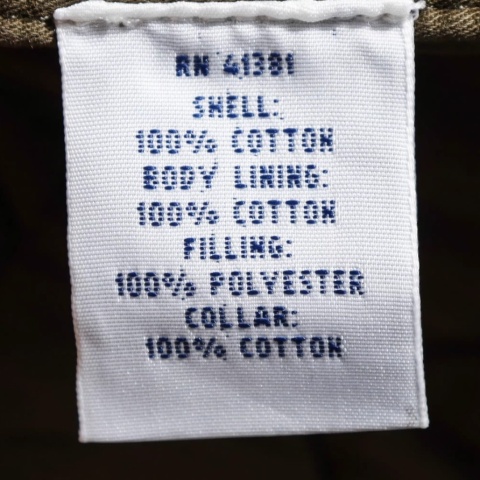 RN 41381
SHELL:
100% COTTON
BODY LINING:
100% COTTON
FILLING:
100% POLYESTER
COLLAR:
100% COTTON